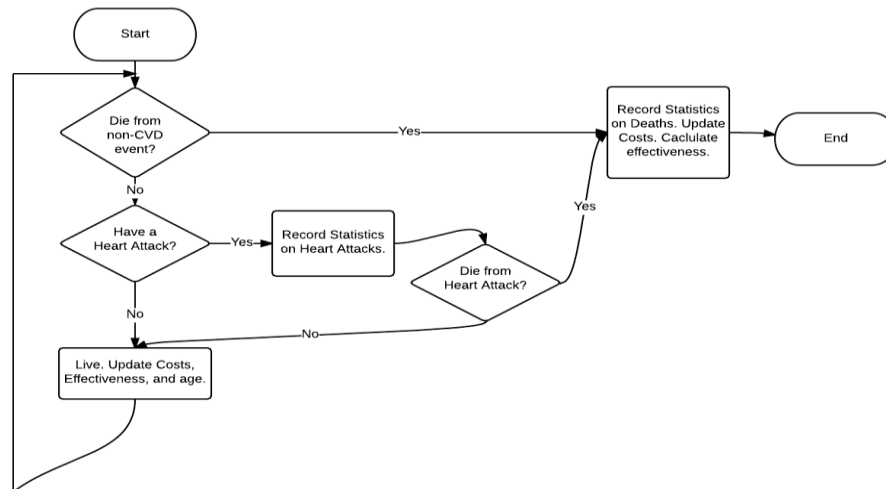 Start
Die from
non-CVD
event?
Yes
Record Statistics
on Deaths. Update
Costs. Caclulate
effectiveness.
End
No
Have a
Heart Attack?
Yes
Record Statistics
on Heart Attacks.
Die from
Heart Attack?
Yes
No
No
Live. Update Costs,
Effectiveness, and age.